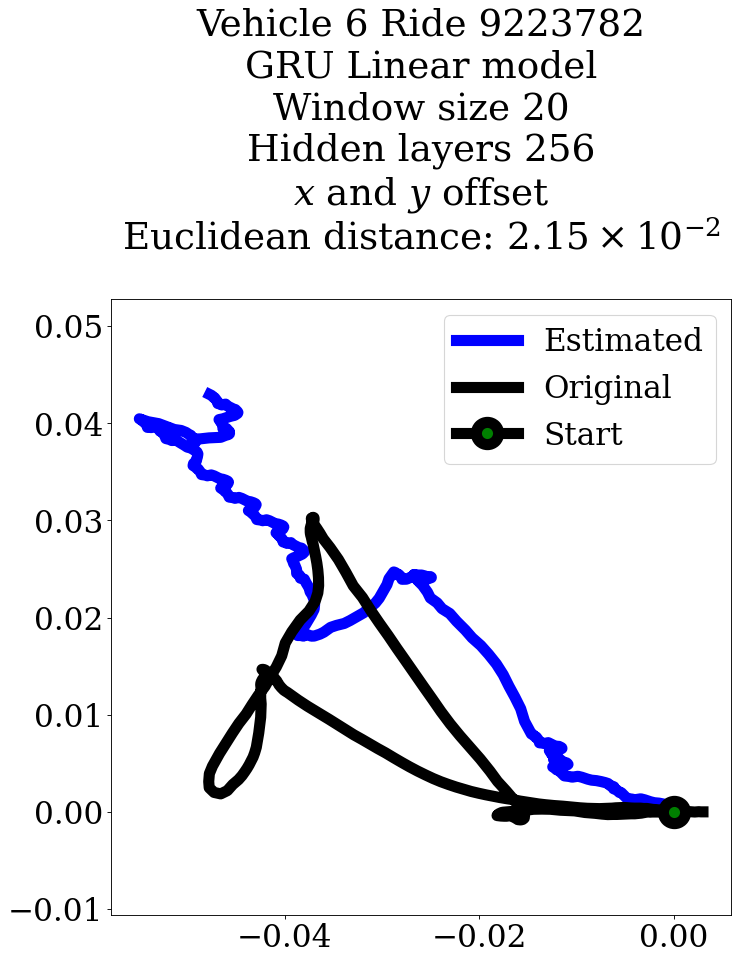 Vehicle 6 Ride 9223782
GRU Linear model
Window size 20
Hidden layers 256
x and y offset
Euclidean distance: 2.15 × 10⁻²
Estimated
Original
Start
0.05
0.04
0.03
0.02
0.01
0.00
−0.01
−0.04
−0.02
0.00